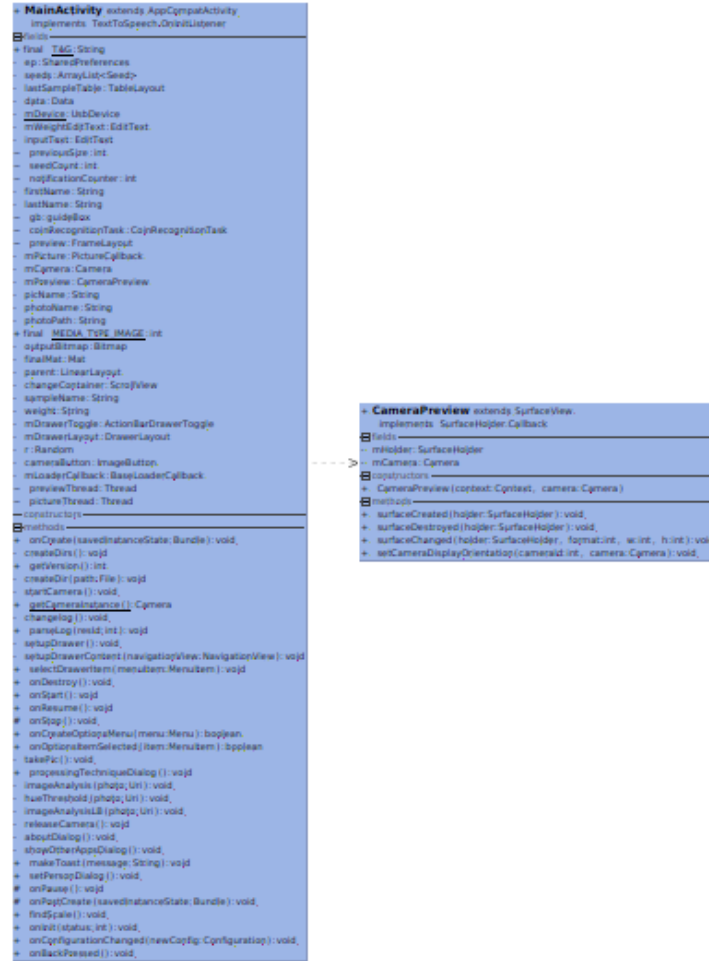 + MainActivity extends AppCompatActivity
implements TextToSpeech.OnInitListener
fields
+ final TAG:String
- ep:SharedPreferences
- seeds:ArrayList<Seed>
- lastSampleTable:TableLayout
- data:Data
- mDevice:UsbDevice
- mWeightEditText:EditText
- inputText:EditText
~ previousSize:int
~ seedCount:int
~ notificationCounter:int
- firstName:String
- lastName:String
~ gb:guideBox
~ coinRecognitionTask:CoinRecognitionTask
~ preview:FrameLayout
- mPicture:PictureCallback
- mCamera:Camera
- mPreview:CameraPreview
- picName:String
- photoName:String
- photoPath:String
+ final MEDIA_TYPE_IMAGE:int
- outputBitmap:Bitmap
- finalMat:Mat
- parent:LinearLayout
- changeContainer:ScrollView
- sampleName:String
- weight:String
- mDrawerToggle:ActionBarDrawerToggle
- mDrawerLayout:DrawerLayout
- r:Random
- cameraButton:ImageButton
- mLoaderCallback:BaseLoaderCallback
~ previewThread:Thread
~ pictureThread:Thread
constructors
methods
+ onCreate(savedInstanceState:Bundle):void
- createDirs():void
+ getVersion():int
- createDir(path:File):void
- startCamera():void
+ getCameraInstance():Camera
- changelog():void
+ parseLog(resId:int):void
- setupDrawer():void
- setupDrawerContent(navigationView:NavigationView):void
+ selectDrawerItem(menuItem:MenuItem):void
+ onDestroy():void
+ onStart():void
+ onResume():void
# onStop():void
+ onCreateOptionsMenu(menu:Menu):boolean
+ onOptionsItemSelected(item:MenuItem):boolean
- takePic():void
+ processingTechniqueDialog():void
- imageAnalysis(photo:Uri):void
- hueThreshold(photo:Uri):void
- imageAnalysisLB(photo:Uri):void
- releaseCamera():void
- aboutDialog():void
- showOtherAppsDialog():void
+ makeToast(message:String):void
+ setPersonDialog():void
# onPause():void
# onPostCreate(savedInstanceState:Bundle):void
+ findScale():void
+ onInit(status:int):void
+ onConfigurationChanged(newConfig:Configuration):void
+ onBackPressed():void
+ CameraPreview extends SurfaceView
implements SurfaceHolder.Callback
fields
- mHolder:SurfaceHolder
- mCamera:Camera
constructors
+ CameraPreview(context:Context, camera:Camera)
methods
+ surfaceCreated(holder:SurfaceHolder):void
+ surfaceDestroyed(holder:SurfaceHolder):void
+ surfaceChanged(holder:SurfaceHolder, format:int, w:int, h:int):voi
+ setCameraDisplayOrientation(cameraId:int, camera:Camera):void